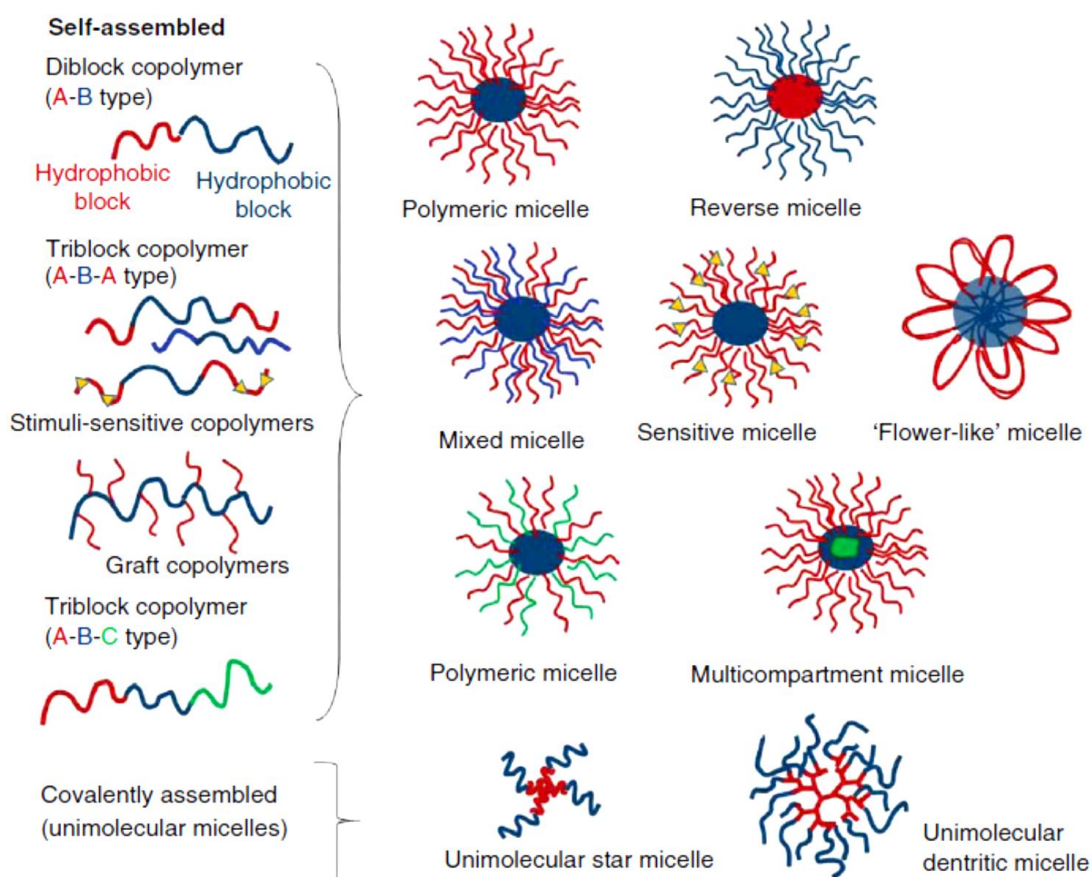 Self-assembled
Diblock copolymer
(A-B type)
Hydrophobic
block
Hydrophobic
block
Triblock copolymer
(A-B-A type)
Stimuli-sensitive copolymers
Graft copolymers
Triblock copolymer
(A-B-C type)
Polymeric micelle
Reverse micelle
Mixed micelle
Sensitive micelle
‘Flower-like’ micelle
Polymeric micelle
Multicompartment micelle
Covalently assembled
(unimolecular micelles)
Unimolecular star micelle
Unimolecular
dentritic micelle